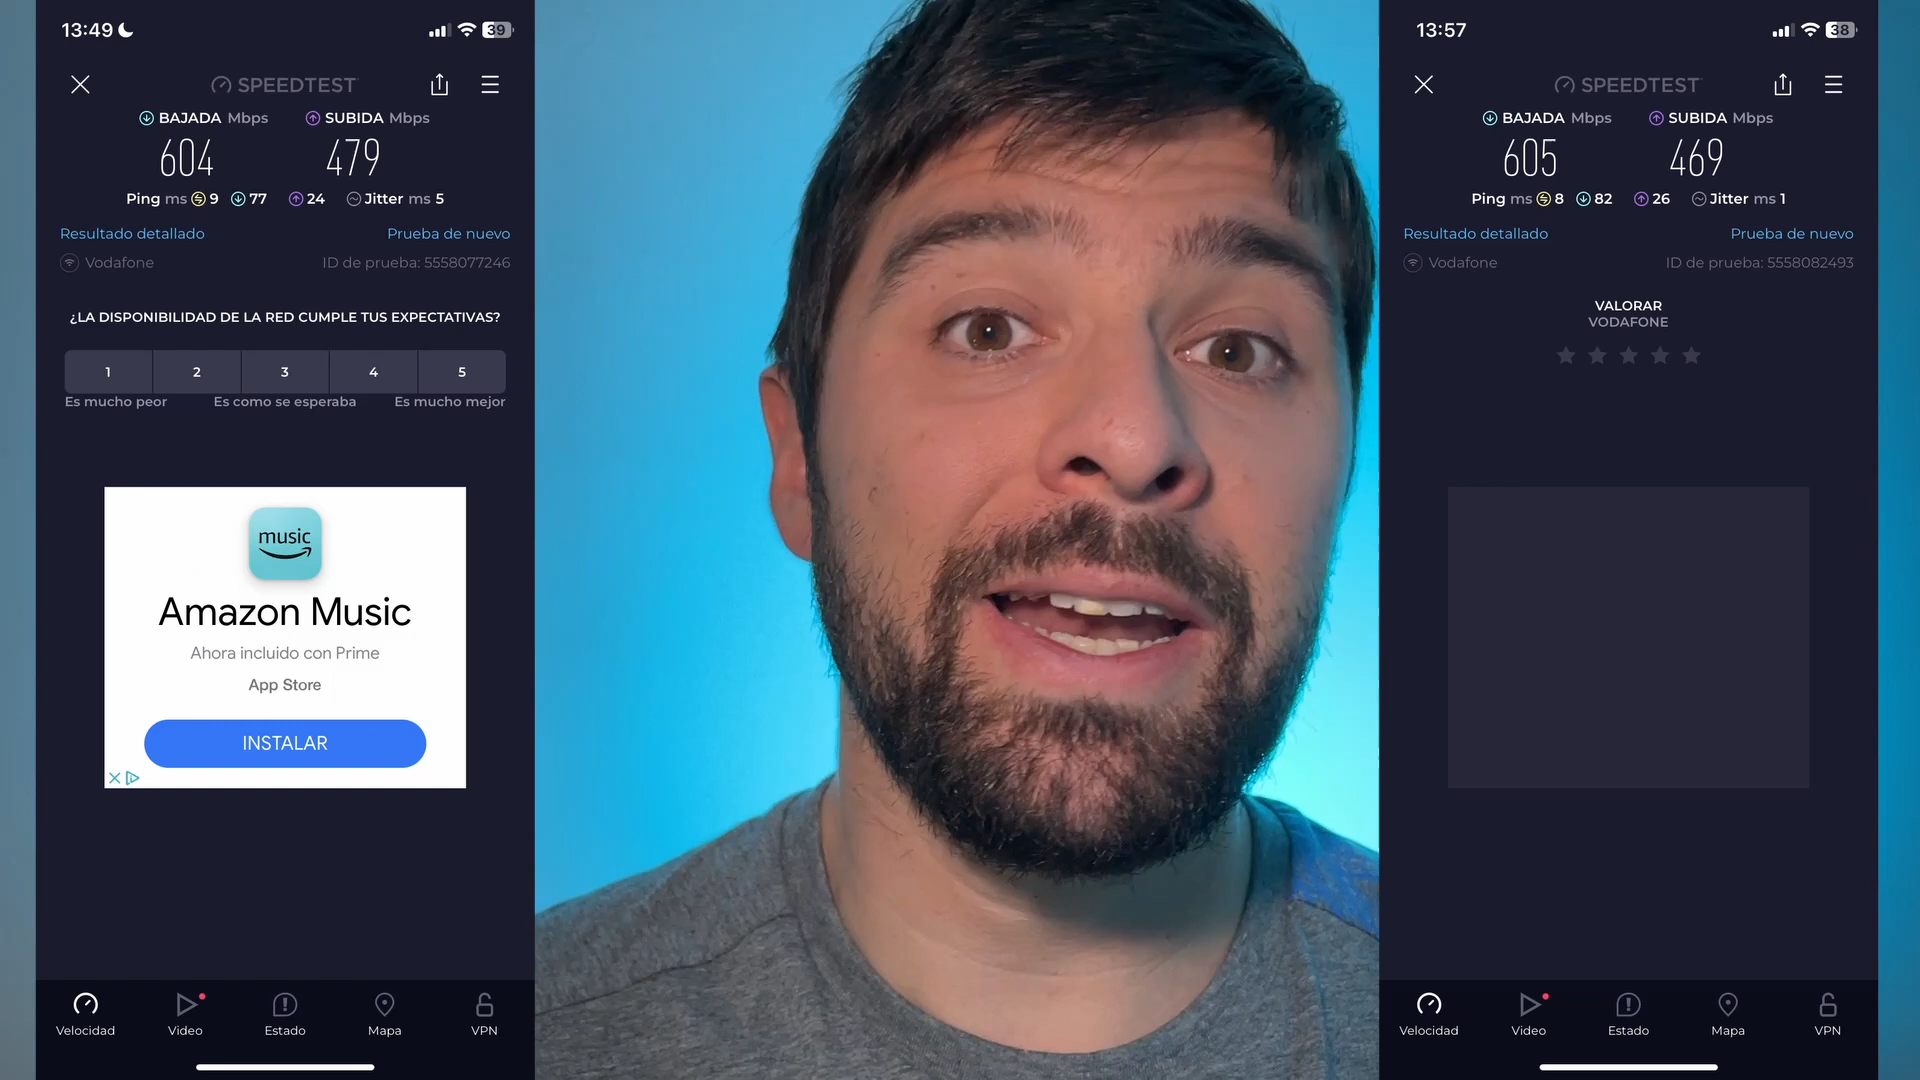 13:49
39
SPEEDTEST
BAJADA Mbps
SUBIDA Mbps
604
479
Ping ms 9 77 24 Jitter ms 5
Resultado detallado
Prueba de nuevo
Vodafone
ID de prueba: 5558077246
¿LA DISPONIBILIDAD DE LA RED CUMPLE TUS EXPECTATIVAS?
1 2 3 4 5
Es mucho peor
Es como se esperaba
Es mucho mejor
music
Amazon Music
Ahora incluido con Prime
App Store
INSTALAR
Velocidad
Video
Estado
Mapa
VPN
13:57
38
SPEEDTEST
BAJADA Mbps
SUBIDA Mbps
605
469
Ping ms 8 82 26 Jitter ms 1
Resultado detallado
Prueba de nuevo
Vodafone
ID de prueba: 5558082493
VALORAR
VODAFONE
Velocidad
Video
Estado
Mapa
VPN